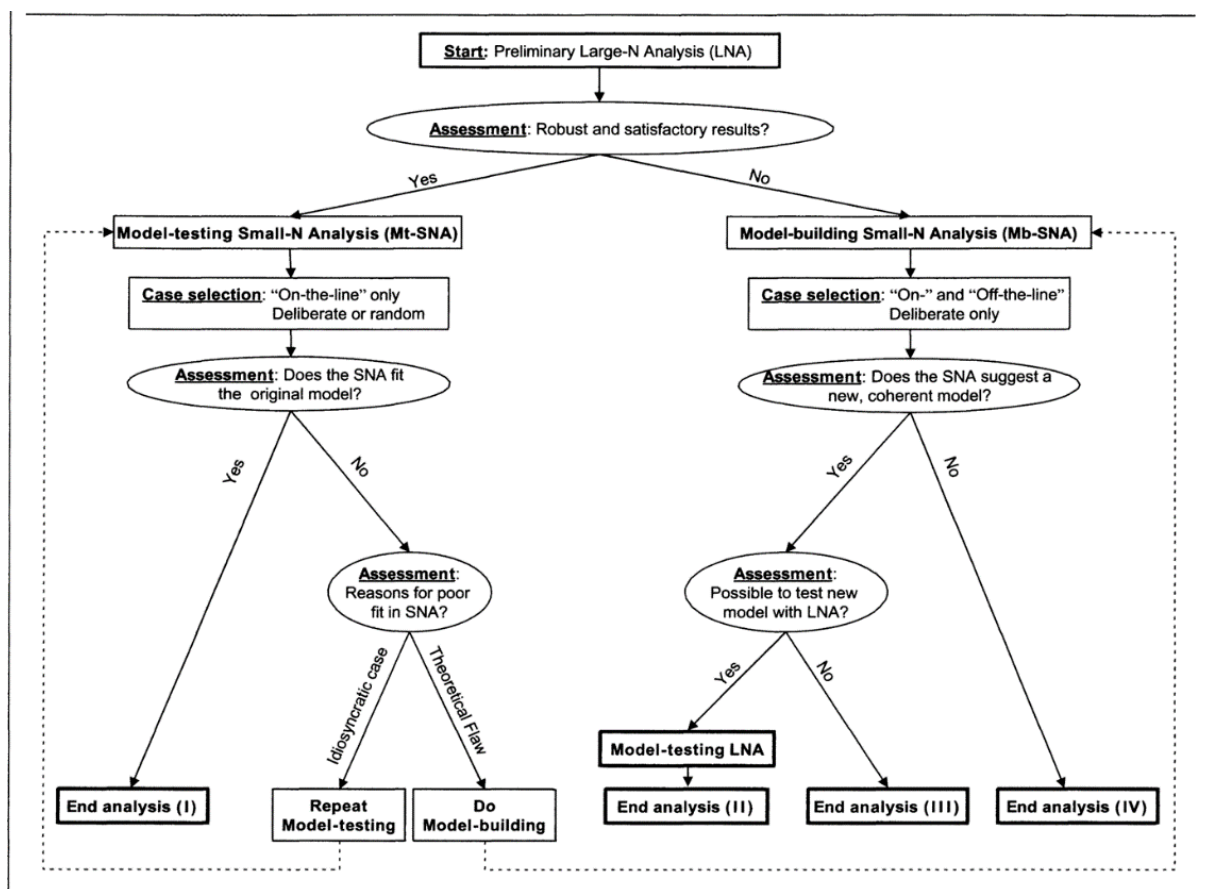 Start: Preliminary Large-N Analysis (LNA)
Assessment: Robust and satisfactory results?
Yes
No
Model-testing Small-N Analysis (Mt-SNA)
Model-building Small-N Analysis (Mb-SNA)
Case selection: “On-the-line” only
Deliberate or random
Case selection: “On-” and “Off-the-line”
Deliberate only
Assessment: Does the SNA fit
the original model?
Assessment: Does the SNA suggest a
new, coherent model?
Yes
No
Yes
No
Assessment:
Reasons for poor
fit in SNA?
Assessment:
Possible to test new
model with LNA?
Idiosyncratic case
Theoretical Flaw
Yes
No
Model-testing LNA
End analysis (I)
Repeat
Model-testing
Do
Model-building
End analysis (II)
End analysis (III)
End analysis (IV)